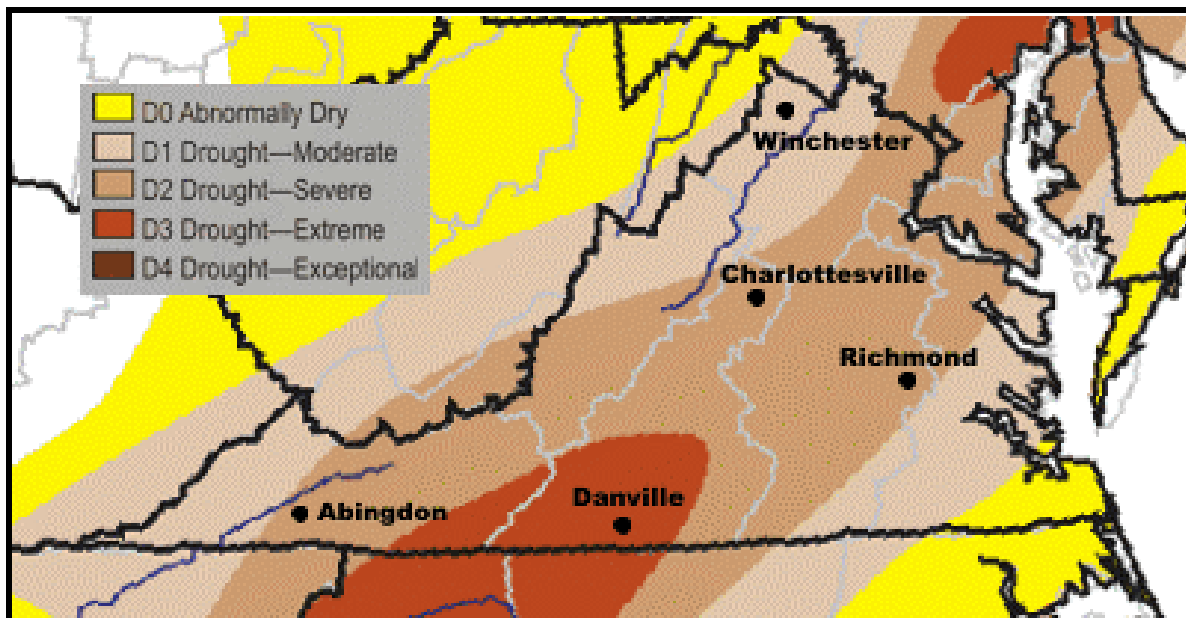 D0 Abnormally Dry
D1 Drought—Moderate
D2 Drought—Severe
D3 Drought—Extreme
D4 Drought—Exceptional
Winchester
Charlottesville
Richmond
Danville
Abingdon